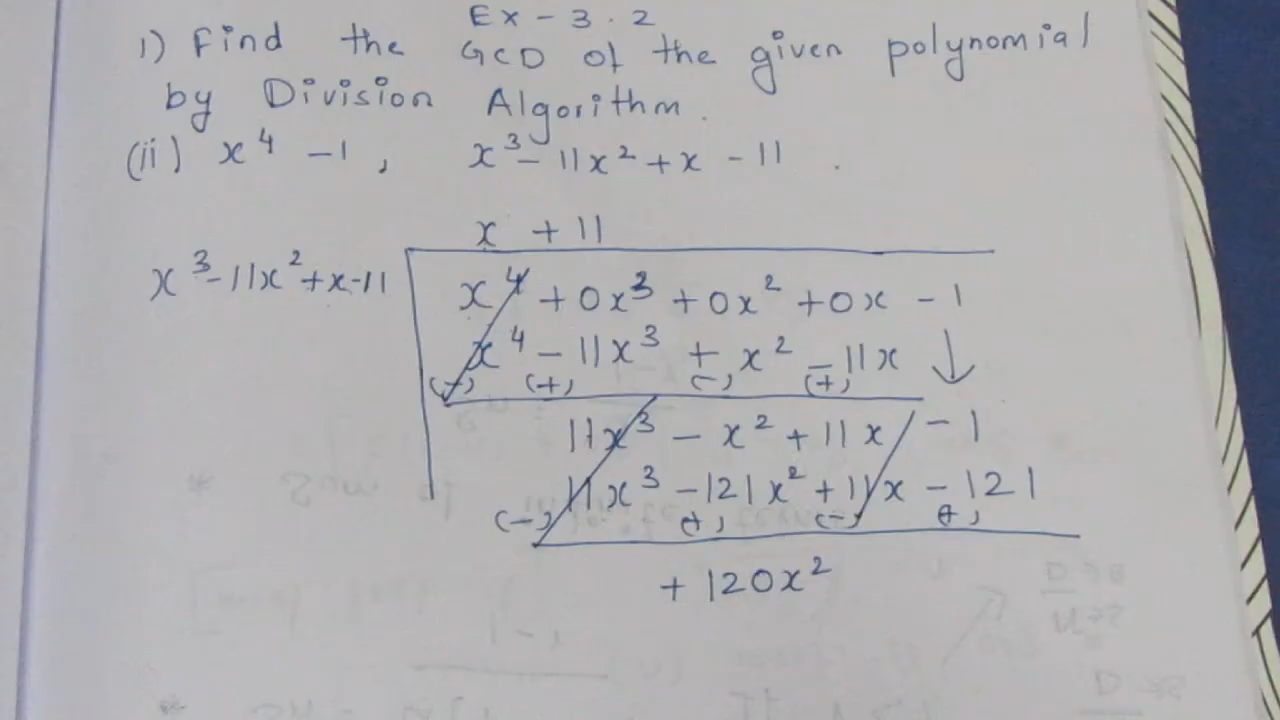 Ex - 3.2
1) Find the GCD of the given polynomial
by Division Algorithm.
(ii) x⁴ - 1, x³ - 11x² + x - 11.
x + 11
x³ - 11x² + x - 11 x⁴ + 0x³ + 0x² + 0x - 1
x⁴ - 11x³ + x² - 11x
(-) (+) (-) (+)
11x³ - x² + 11x - 1
11x³ - 121x² + 11x - 121
(-) (+) (-) (+)
+ 120x²